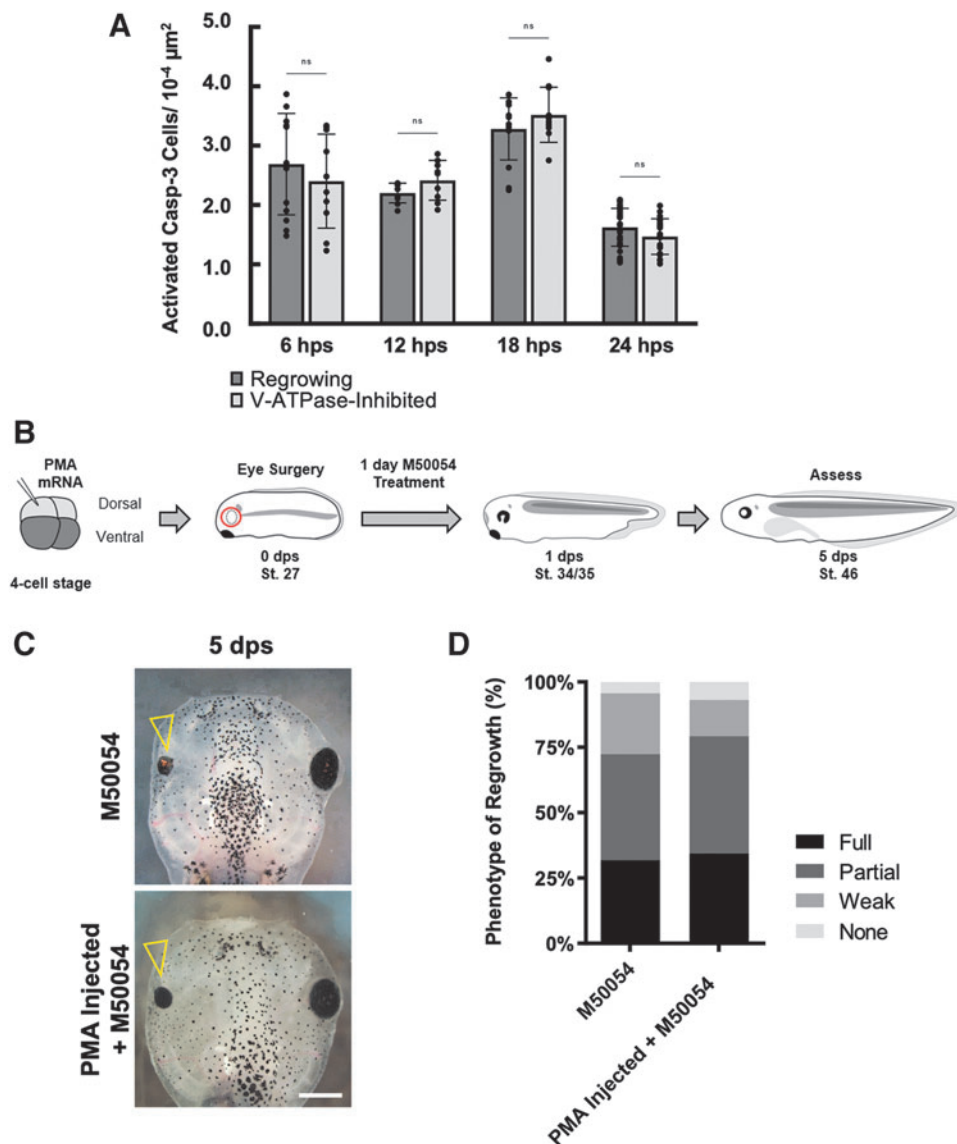 A
Activated Casp-3 Cells/ 10⁻⁴ µm²
5.0
4.0
3.0
2.0
1.0
0.0
ns
ns
ns
ns
6 hps
12 hps
18 hps
24 hps
Regrowing
V-ATPase-Inhibited
B
PMA
mRNA
Dorsal
Ventral
4-cell stage
Eye Surgery
0 dps
St. 27
1 day M50054
Treatment
1 dps
St. 34/35
Assess
5 dps
St. 46
C
5 dps
M50054
PMA Injected
+ M50054
D
Phenotype of Regrowth (%)
100%
75%
50%
25%
0%
M50054
PMA Injected + M50054
Full
Partial
Weak
None